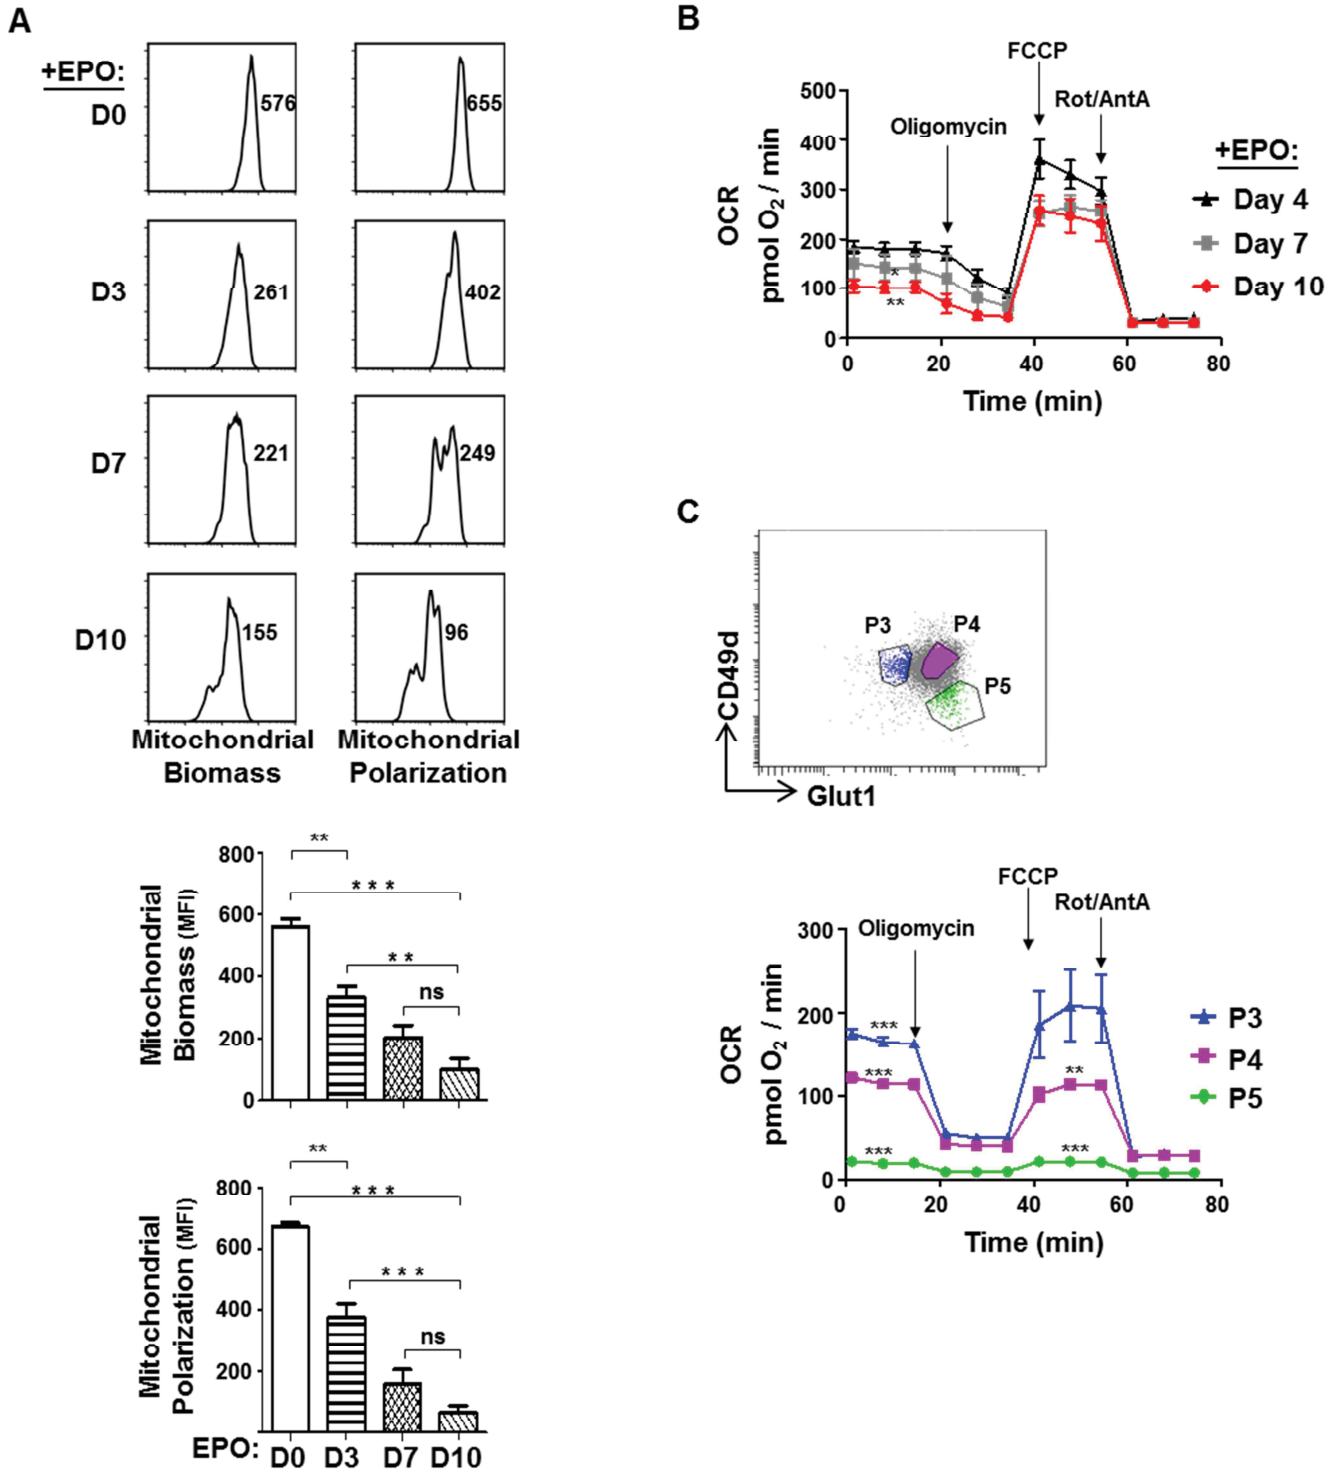 A
+EPO:
D0
576
655
D3
261
402
D7
221
249
D10
155
96
Mitochondrial
Biomass
Mitochondrial
Polarization
Mitochondrial
Biomass (MFI)
800
600
400
200
0
**
* * *
* *
ns
Mitochondrial
Polarization (MFI)
800
600
400
200
**
* * *
* * *
ns
EPO:
D0 D3 D7 D10
B
OCR
pmol O2 / min
500
400
300
200
100
0
Oligomycin
FCCP
Rot/AntA
*
**
0 20 40 60 80
Time (min)
+EPO:
Day 4
Day 7
Day 10
C
P3
P4
P5
CD49d
Glut1
OCR
pmol O2 / min
300
200
100
0
Oligomycin
FCCP
Rot/AntA
***
***
**
***
***
0 20 40 60 80
Time (min)
P3
P4
P5